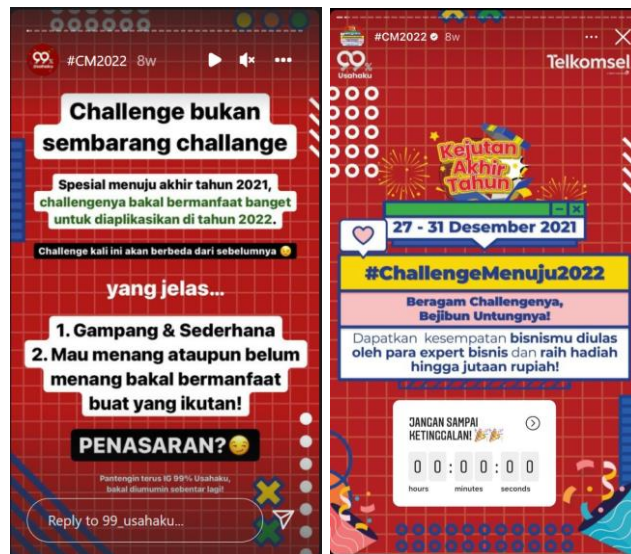 99%
#CM2022 8w
Challenge bukan
sembarang challange
Spesial menuju akhir tahun 2021,
challengenya bakal bermanfaat banget
untuk diaplikasikan di tahun 2022.
Challenge kali ini akan berbeda dari sebelumnya 😏
yang jelas...
1. Gampang & Sederhana
2. Mau menang ataupun belum
menang bakal bermanfaat
buat yang ikutan!
PENASARAN?😏
Pantengin terus IG 99% Usahaku,
bakal diumumin sebentar lagi!
Reply to 99_usahaku...
#CM2022 8w
99%
Usahaku
Telkomsel
Kejutan
Akhir
Tahun
27 - 31 Desember 2021
#ChallengeMenuju2022
Beragam Challengenya,
Bejibun Untungnya!
Dapatkan kesempatan bisnismu diulas
oleh para expert bisnis dan raih hadiah
hingga jutaan rupiah!
JANGAN SAMPAI
KETINGGALAN! 🎉🎉
00:00:00
hours minutes seconds